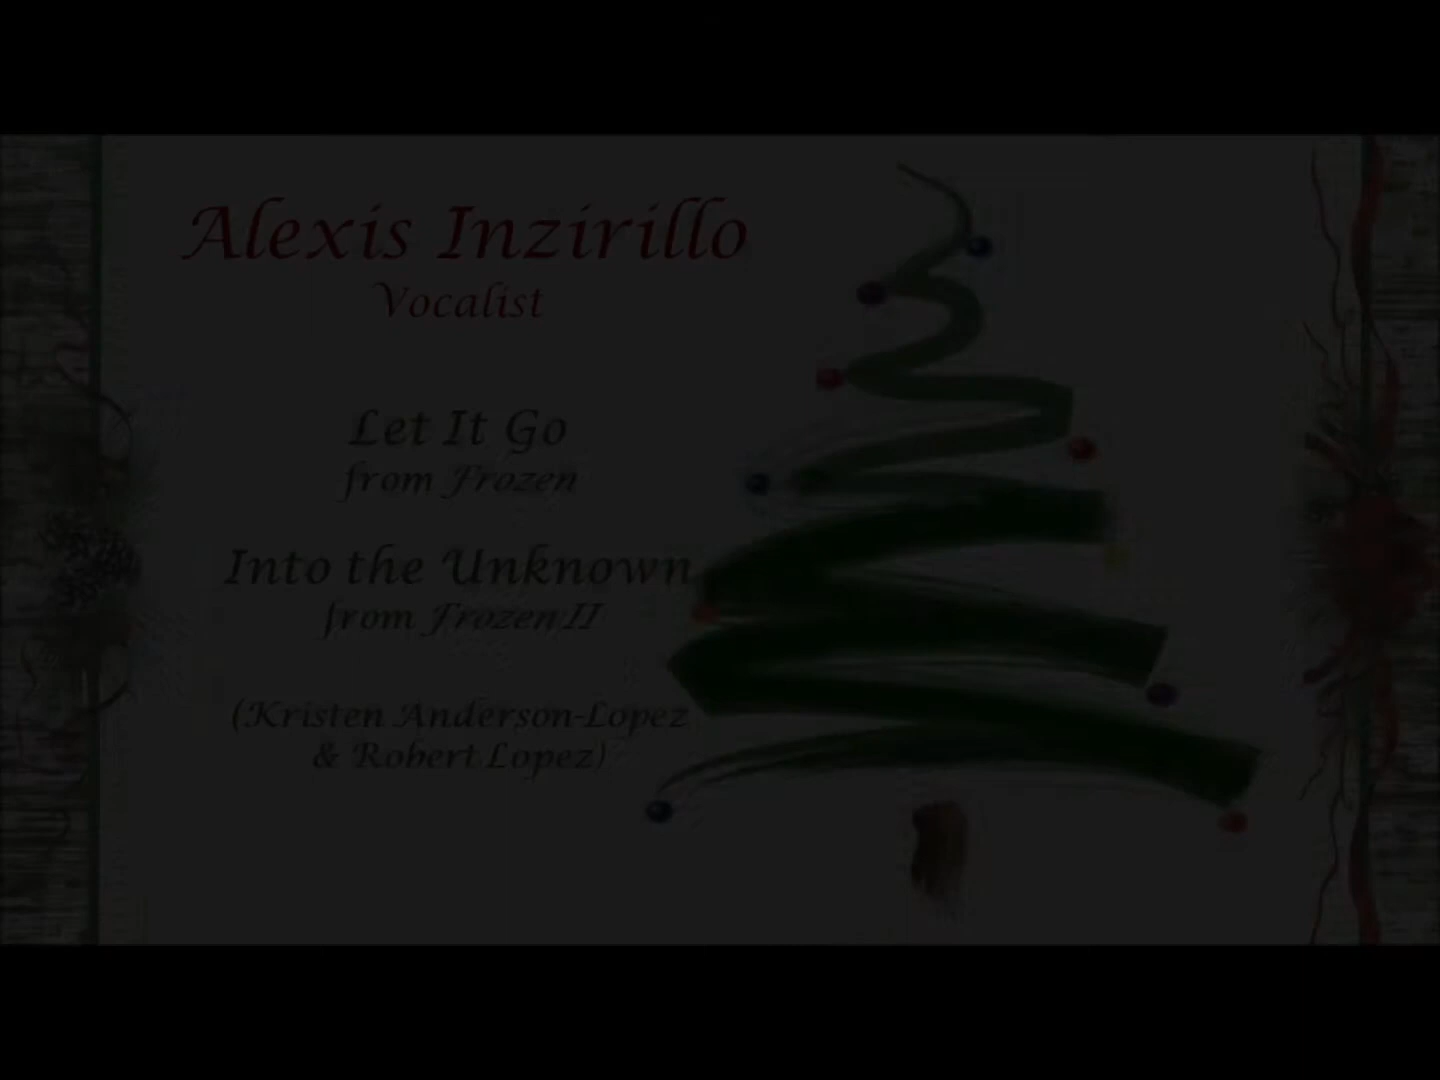 Alexis Inzirillo
Vocalist
Let It Go
from Frozen
Into the Unknown
from Frozen II
(Kristen Anderson-Lopez
& Robert Lopez)